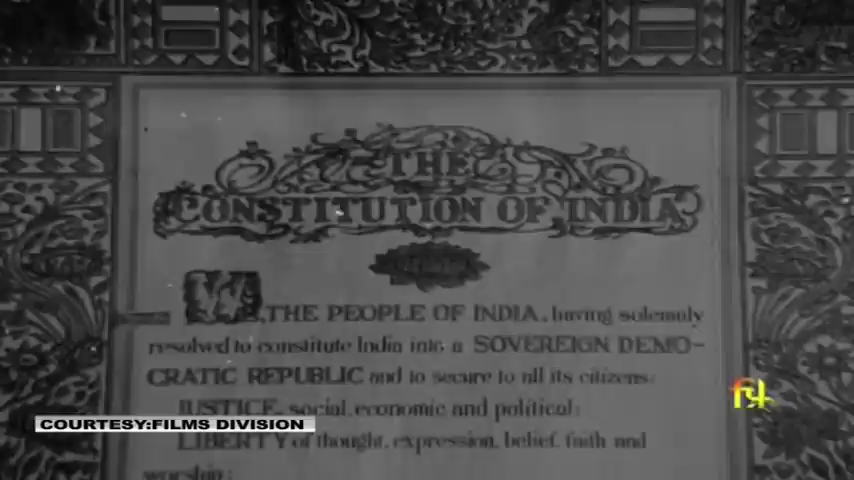 THE
CONSTITUTION OF INDIA
WE, THE PEOPLE OF INDIA, having solemnly
resolved to constitute India into a SOVEREIGN DEMO-
CRATIC REPUBLIC and to secure to all its citizens:
JUSTICE, social, economic and political;
LIBERTY of thought, expression, belief, faith and
worship;
COURTESY:FILMS DIVISION